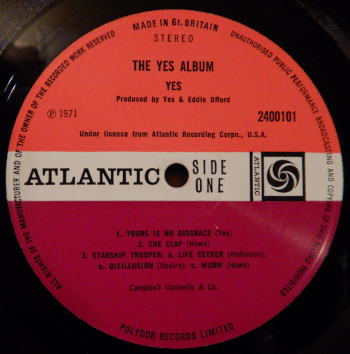 MADE IN Gt. BRITAIN
STEREO
ALL RIGHTS OF THE MANUFACTURER AND OF THE OWNER OF THE RECORDED WORK RESERVED
UNAUTHORISED PUBLIC PERFORMANCE BROADCASTING AND COPYING OF THIS RECORD PROHIBITED
THE YES ALBUM
YES
Produced by Yes & Eddie Offord
℗ 1971
2400101
Under licence from Atlantic Recording Corpn., U.S.A.
ATLANTIC
SIDE
ONE
ATLANTIC
1. YOURS IS NO DISGRACE (Yes)
2. THE CLAP (Howe)
3. STARSHIP TROOPER: a. LIFE SEEKER (Anderson);
b. DISILLUSION (Squire); c. WURM (Howe)
Campbell Connelly & Co.
POLYDOR RECORDS LIMITED